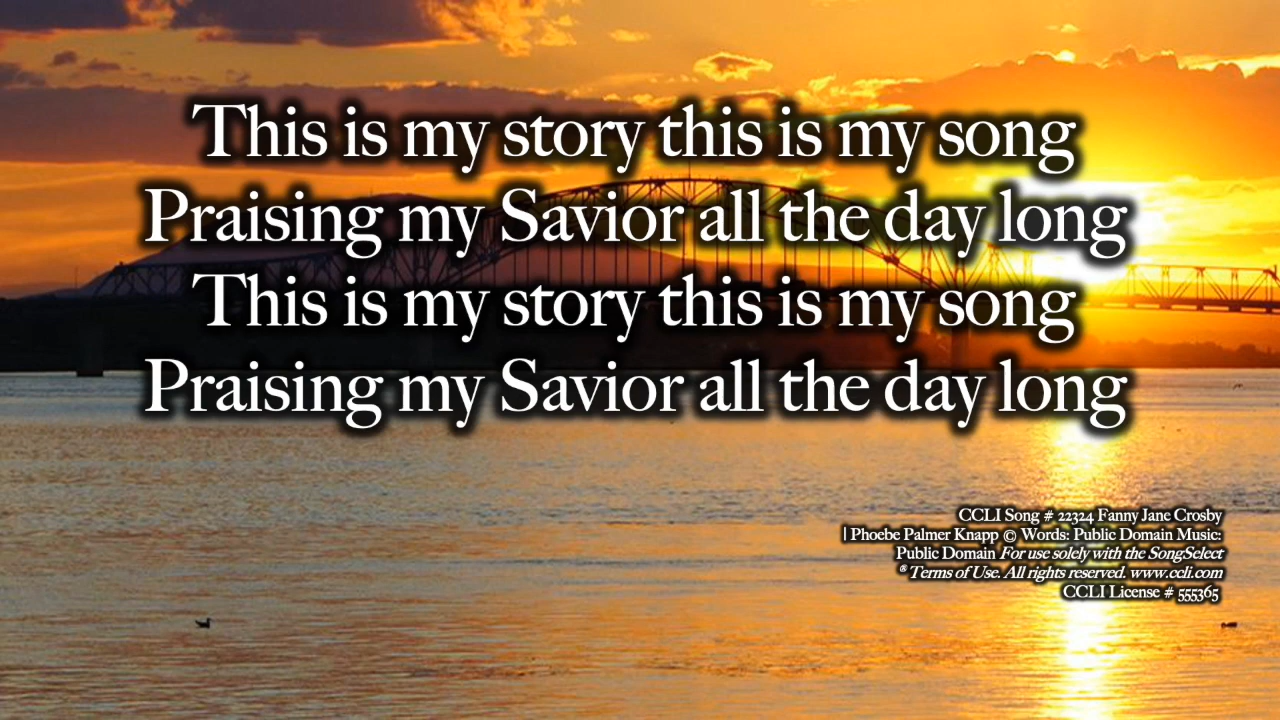 This is my story this is my song
Praising my Savior all the day long
This is my story this is my song
Praising my Savior all the day long
CCLI Song # 22324 Fanny Jane Crosby
| Phoebe Palmer Knapp © Words: Public Domain Music:
Public Domain For use solely with the SongSelect
® Terms of Use. All rights reserved. www.ccli.com
CCLI License # 555365